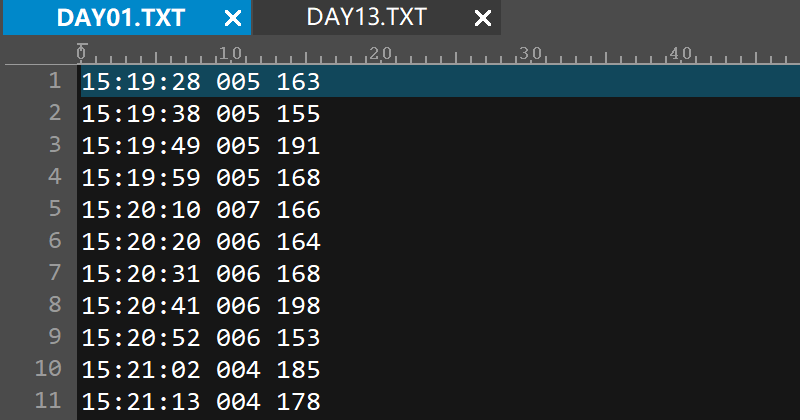 DAY01.TXT × DAY13.TXT ×
0 10 20 30 40
1 15:19:28 005 163
2 15:19:38 005 155
3 15:19:49 005 191
4 15:19:59 005 168
5 15:20:10 007 166
6 15:20:20 006 164
7 15:20:31 006 168
8 15:20:41 006 198
9 15:20:52 006 153
10 15:21:02 004 185
11 15:21:13 004 178